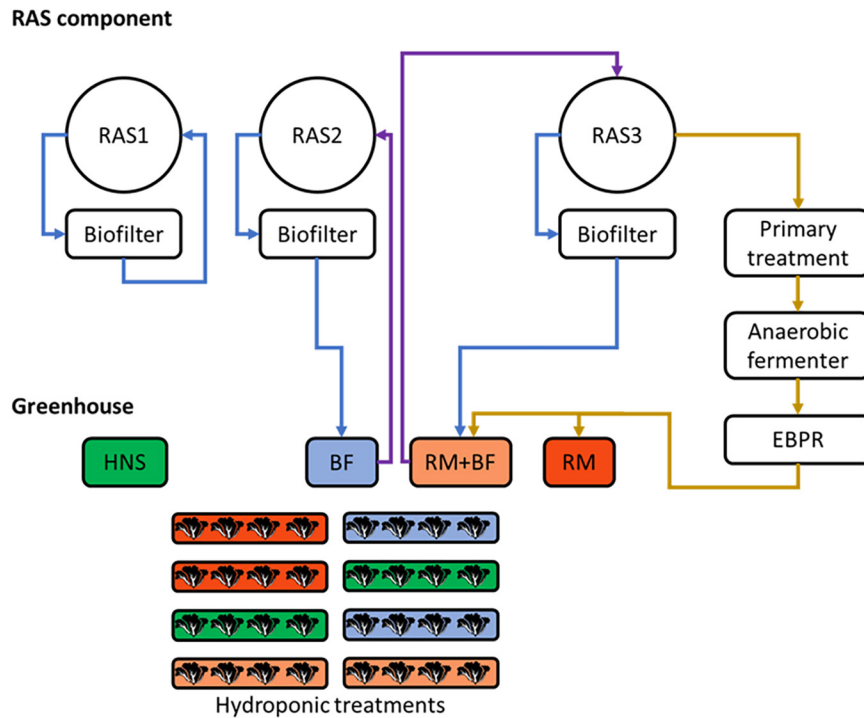 RAS component
RAS1
RAS2
RAS3
Biofilter
Biofilter
Biofilter
Primary
treatment
Anaerobic
fermenter
Greenhouse
EBPR
HNS
BF
RM+BF
RM
Hydroponic treatments